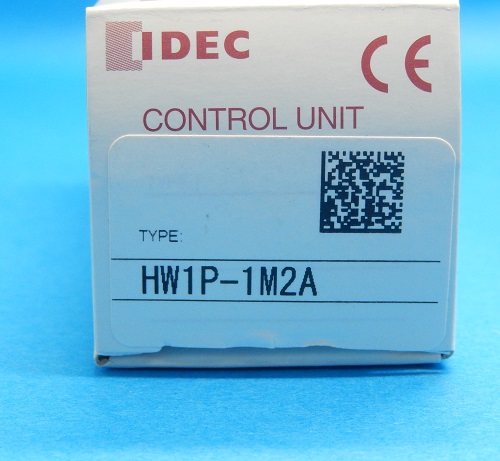 IDEC CE
CONTROL UNIT
TYPE:
HW1P-1M2A